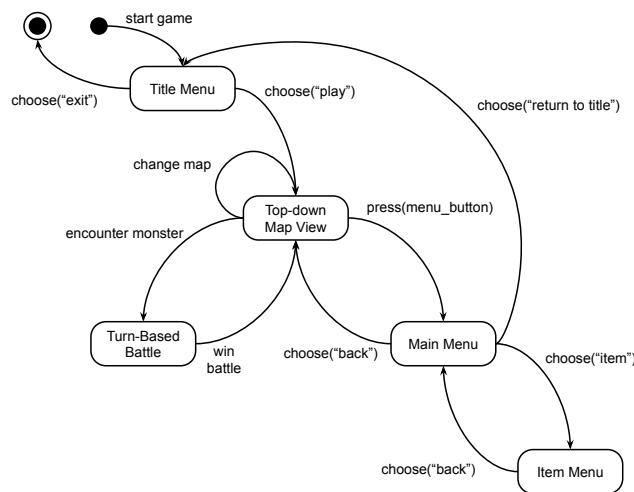 start game
Title Menu
choose(“exit”)
choose(“play”)
choose(“return to title”)
change map
Top-down
Map View
press(menu_button)
encounter monster
Turn-Based
Battle
win
battle
choose(“back”)
Main Menu
choose(“item”)
choose(“back”)
Item Menu